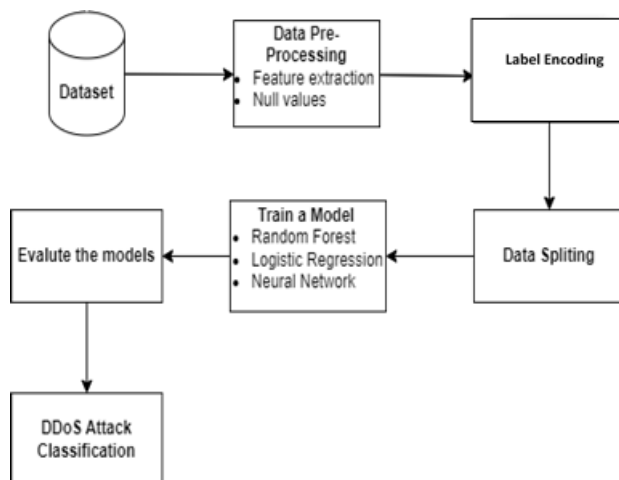 Dataset
Data Pre-
Processing
• Feature extraction
• Null values
Label Encoding
Data Spliting
Train a Model
• Random Forest
• Logistic Regression
• Neural Network
Evalute the models
DDoS Attack
Classification